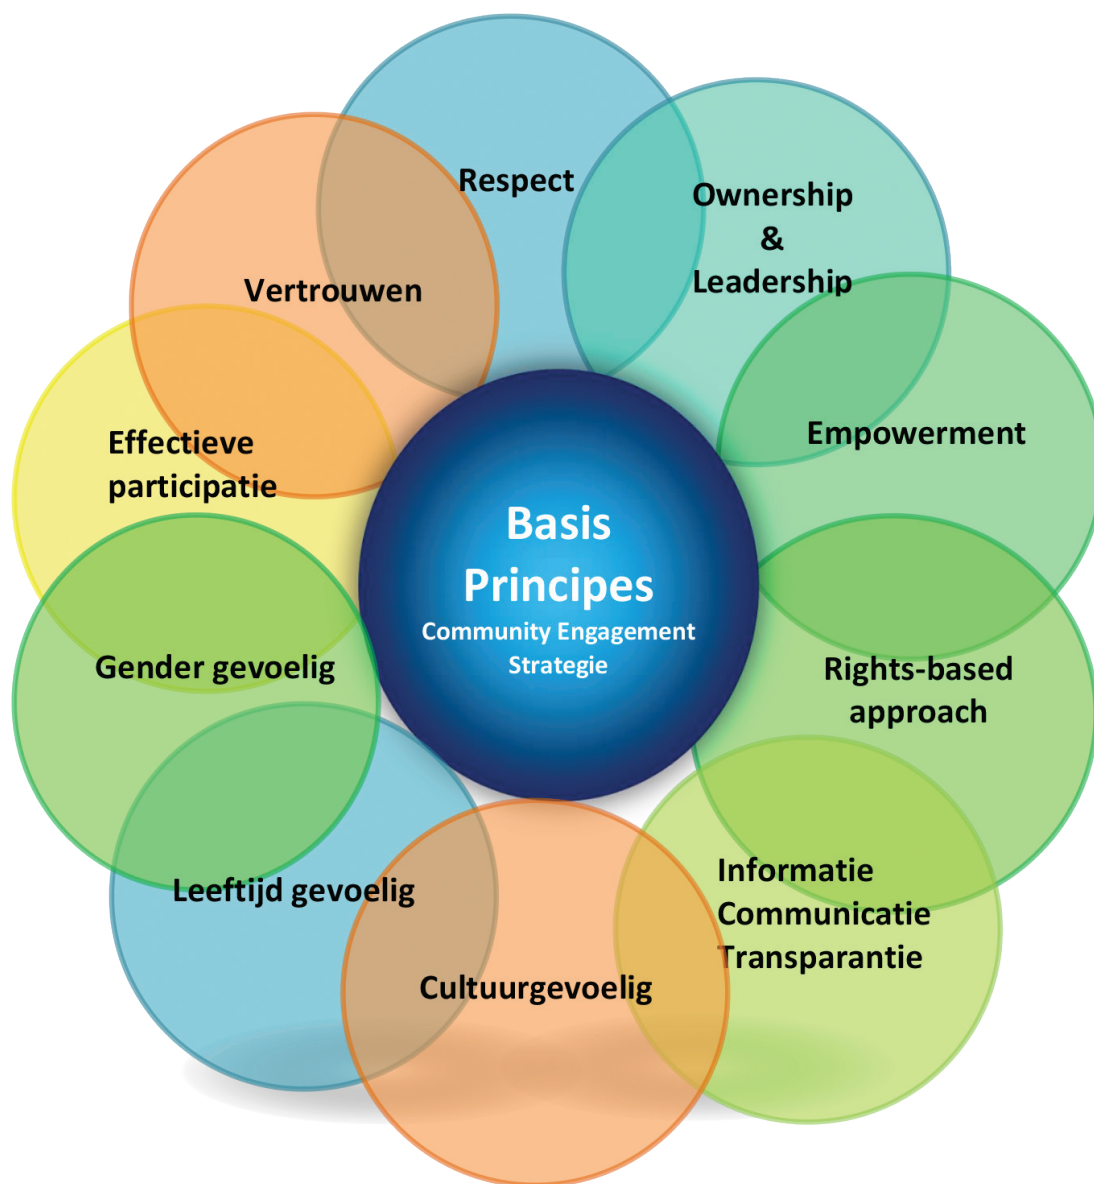 Respect
Ownership
&
Leadership
Vertrouwen
Empowerment
Effectieve
participatie
Basis
Principes
Community Engagement
Strategie
Gender gevoelig
Rights-based
approach
Leeftijd gevoelig
Informatie
Communicatie
Transparantie
Cultuurgevoelig